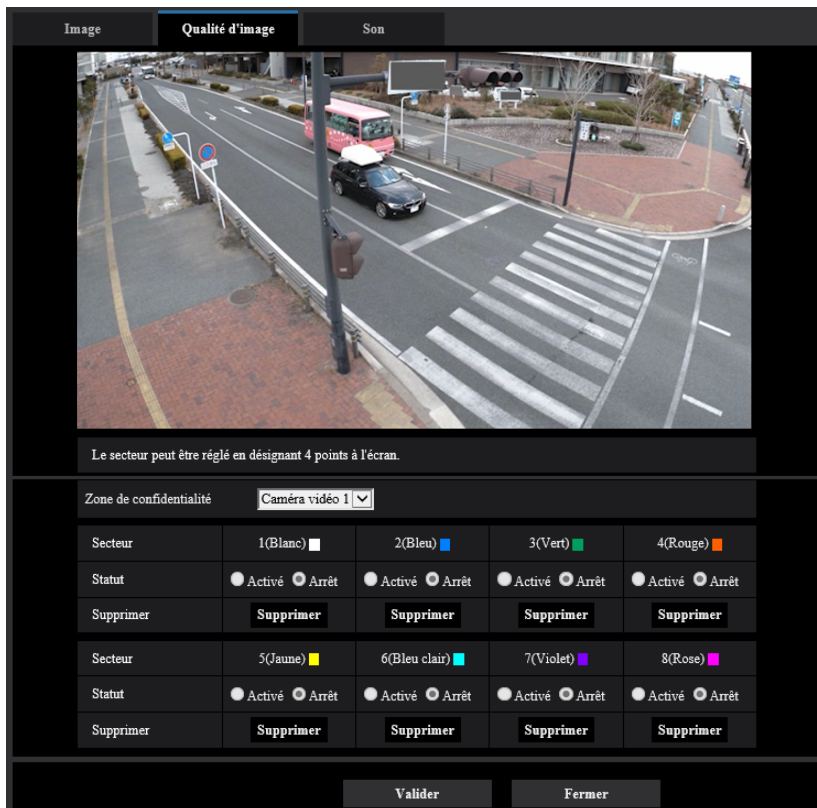 Image Qualité d'image Son
Le secteur peut être réglé en désignant 4 points à l'écran.
Zone de confidentialité Caméra vidéo 1
Secteur 1(Blanc) 2(Bleu) 3(Vert) 4(Rouge)
Statut Activé Arrêt Activé Arrêt Activé Arrêt Activé Arrêt
Supprimer Supprimer Supprimer Supprimer Supprimer
Secteur 5(Jaune) 6(Bleu clair) 7(Violet) 8(Rose)
Statut Activé Arrêt Activé Arrêt Activé Arrêt Activé Arrêt
Supprimer Supprimer Supprimer Supprimer Supprimer
Valider Fermer